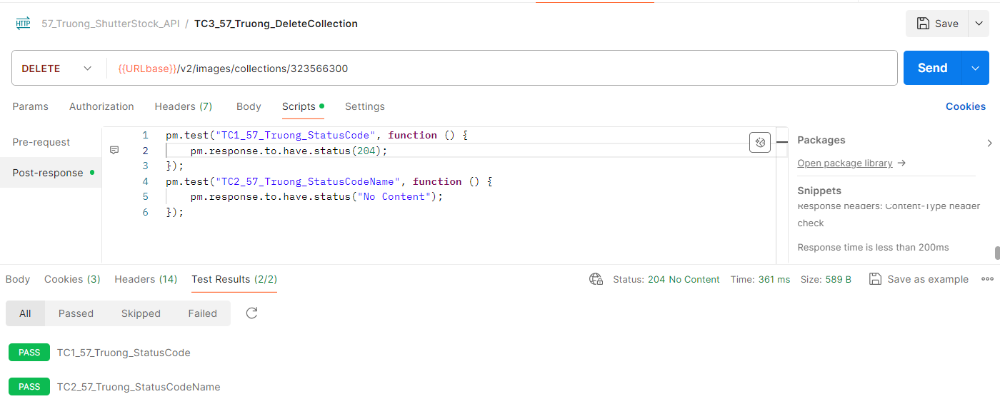 HTTP 57_Truong_ShutterStock_API / TC3_57_Truong_DeleteCollection Save
DELETE {{URLbase}}/v2/images/collections/323566300 Send
Params Authorization Headers (7) Body Scripts Settings Cookies
Pre-request
Post-response
1 pm.test("TC1_57_Truong_StatusCode", function () {
2 pm.response.to.have.status(204);
3 });
4 pm.test("TC2_57_Truong_StatusCodeName", function () {
5 pm.response.to.have.status("No Content");
6 });
Packages
Open package library →
Snippets
Response headers: Content-Type header
check
Response time is less than 200ms
Body Cookies (3) Headers (14) Test Results (2/2) Status: 204 No Content Time: 361 ms Size: 589 B Save as example
All Passed Skipped Failed
PASS TC1_57_Truong_StatusCode
PASS TC2_57_Truong_StatusCodeName